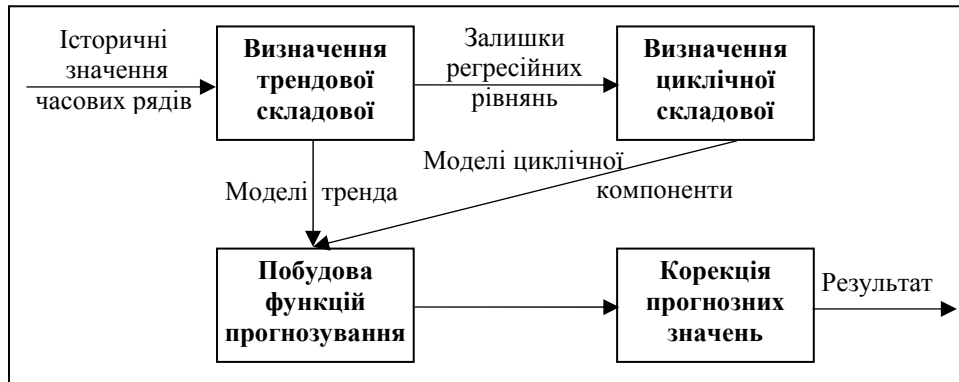 Історичні
значення
часових рядів
Визначення
трендової
складової
Залишки
регресійних
рівнянь
Визначення
циклічної
складової
Моделі тренда
Моделі циклічної
компоненти
Побудова
функцій
прогнозування
Корекція
прогнозних
значень
Результат